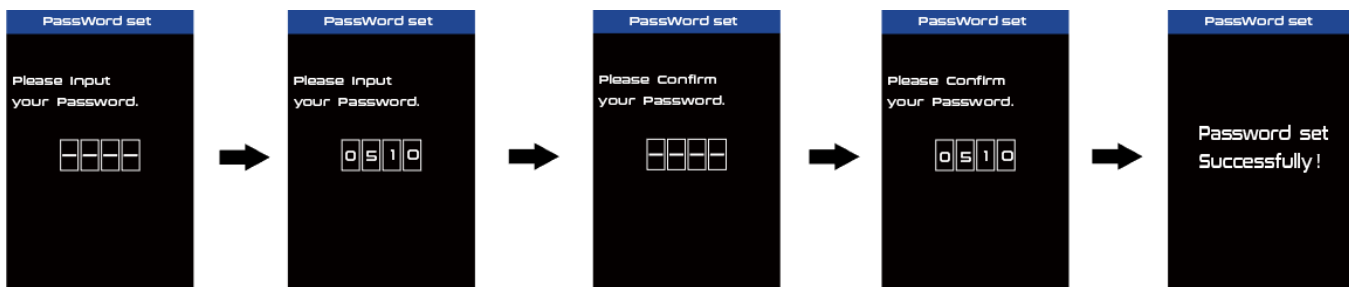 PassWord set
Please Input
your Password.
----
PassWord set
Please Input
your Password.
0510
PassWord set
Please Confirm
your Password.
----
PassWord set
Please Confirm
your Password.
0510
PassWord set
Password set
Successfully!